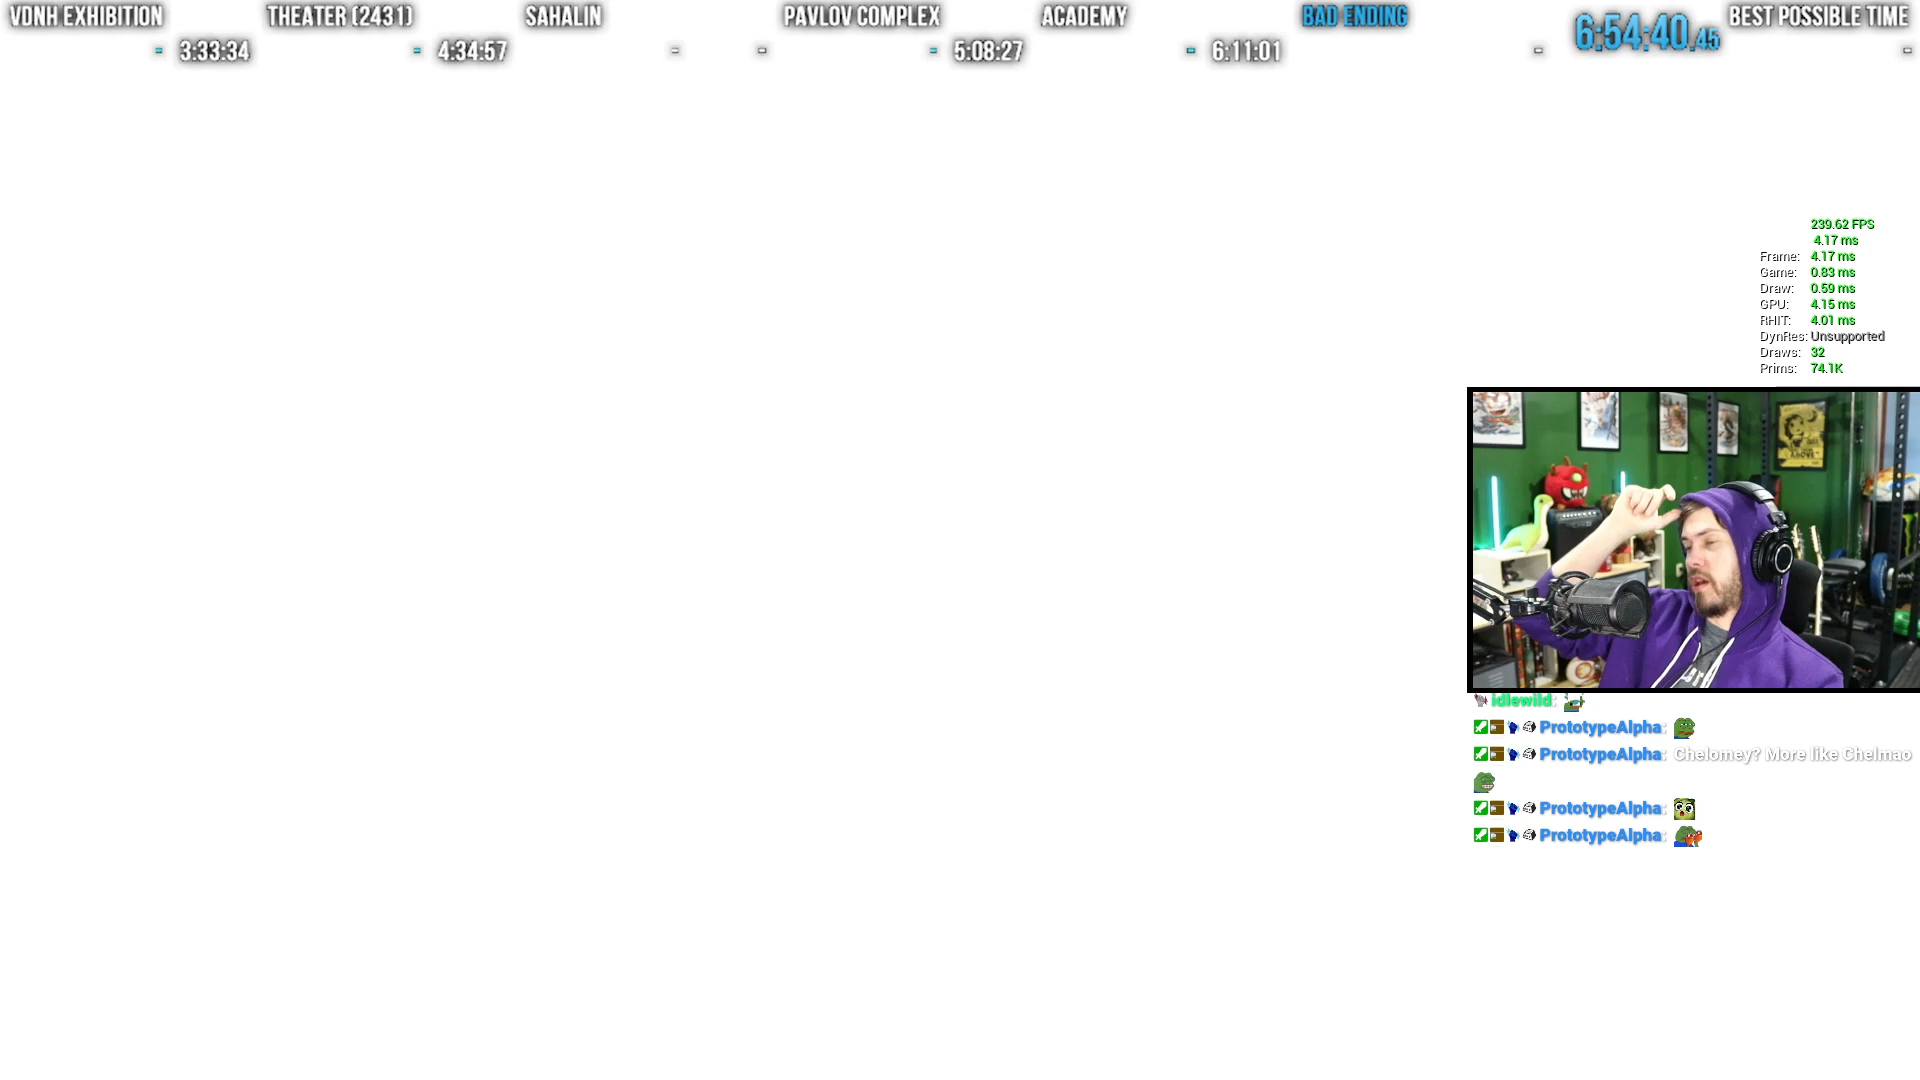 VDNH EXHIBITION THEATER (2431) SAHALIN PAVLOV COMPLEX ACADEMY BAD ENDING 6:54:40.45 BEST POSSIBLE TIME
- 3:33:34 - 4:34:57 - - - 5:08:27 - 6:11:01 - -
239.62 FPS
4.17 ms
Frame: 4.17 ms
Game: 0.83 ms
Draw: 0.59 ms
GPU: 4.15 ms
RHIT: 4.01 ms
DynRes: Unsupported
Draws: 32
Prims: 74.1K
idlewild:
PrototypeAlpha:
PrototypeAlpha: Chelomey? More like Chelmao
PrototypeAlpha:
PrototypeAlpha: